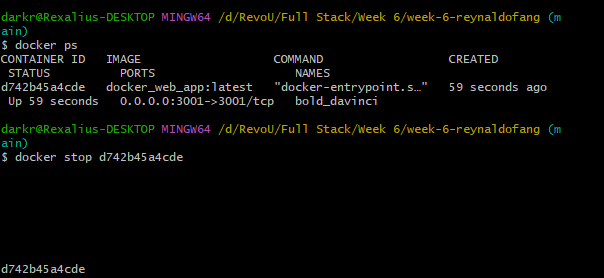 darkr@Rexalius-DESKTOP MINGW64 /d/RevoU/Full Stack/Week 6/week-6-reynaldofang (m
ain)
$ docker ps
CONTAINER ID   IMAGE                   COMMAND                  CREATED
 STATUS         PORTS                    NAMES
d742b45a4cde   docker_web_app:latest   "docker-entrypoint.s…"   59 seconds ago
 Up 59 seconds   0.0.0.0:3001->3001/tcp   bold_davinci
darkr@Rexalius-DESKTOP MINGW64 /d/RevoU/Full Stack/Week 6/week-6-reynaldofang (m
ain)
$ docker stop d742b45a4cde
d742b45a4cde